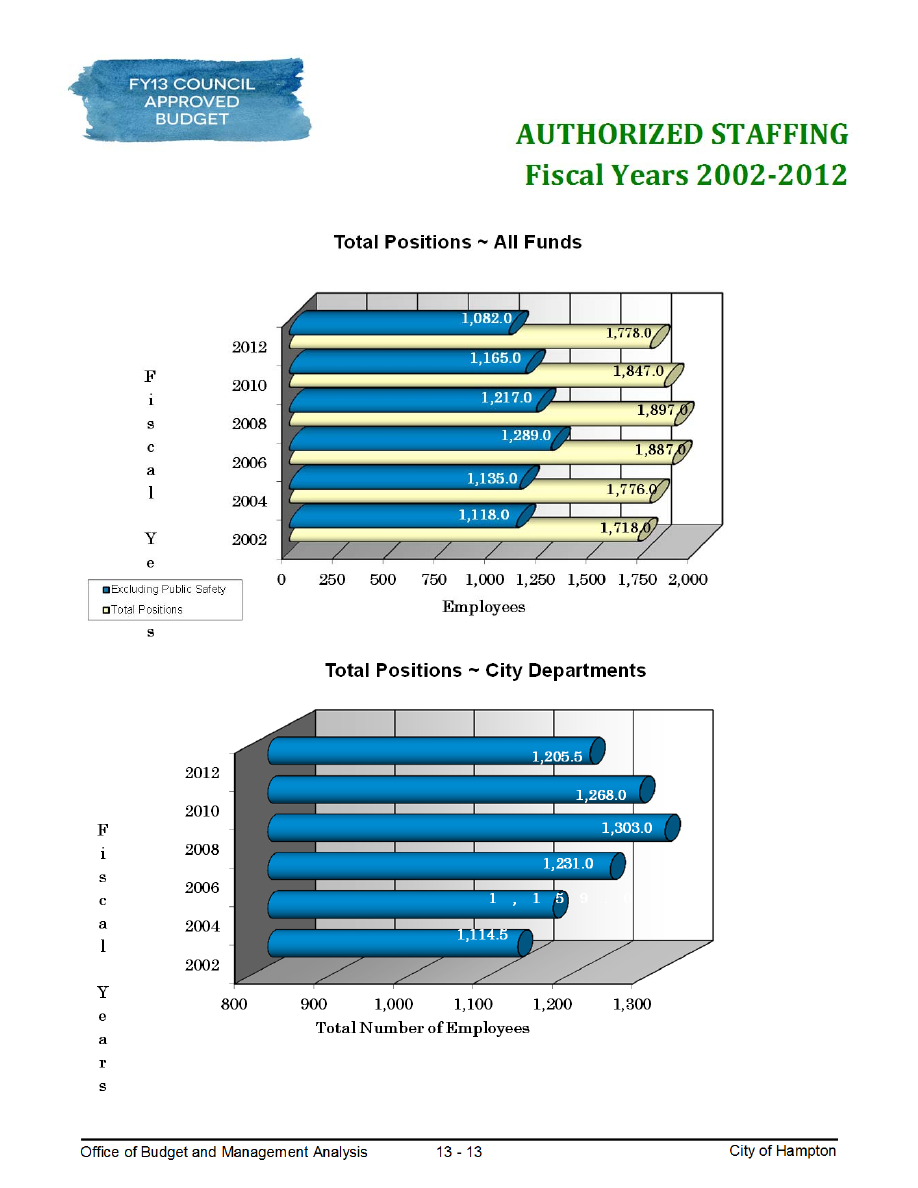 FY13 COUNCIL
APPROVED
BUDGET
AUTHORIZED STAFFING
Fiscal Years 2002-2012
Total Positions ~ All Funds
1,082.0
1,778.0
2012
1,165.0
1,847.0
2010
1,217.0
1,897.0
2008
1,289.0
1,887.0
2006
1,135.0
1,776.0
2004
1,118.0
1,718.0
2002
F
i
s
c
a
l
Y
e
s
0 250 500 750 1,000 1,250 1,500 1,750 2,000
Employees
Excluding Public Safety
Total Positions
Total Positions ~ City Departments
1,205.5
2012
1,268.0
2010
1,303.0
2008
1,231.0
2006
1 , 1 5 9
2004
1,114.5
2002
F
i
s
c
a
l
Y
e
a
r
s
800 900 1,000 1,100 1,200 1,300
Total Number of Employees
Office of Budget and Management Analysis 13 - 13 City of Hampton